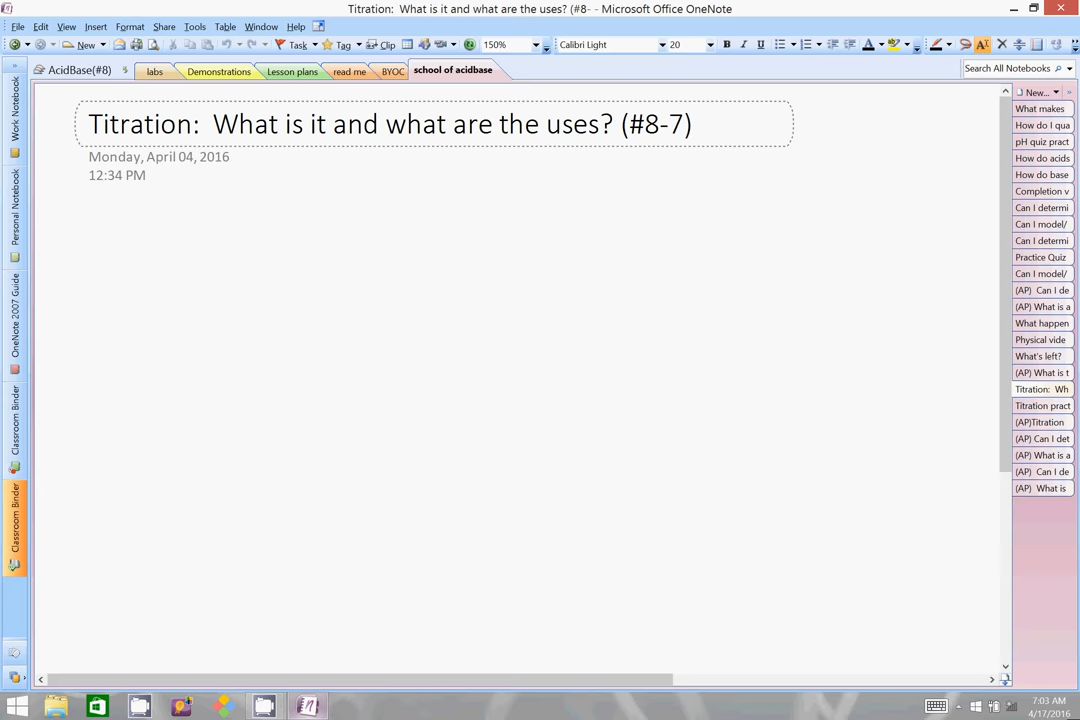 Titration: What is it and what are the uses? (#8- - Microsoft Office OneNote
File Edit View Insert Format Share Tools Table Window Help
New Task Tag Clip 150% Calibri Light 20 B I U
AcidBase(#8) labs Demonstrations Lesson plans read me BYOC school of acidbase Search All Notebooks
Titration: What is it and what are the uses? (#8-7)
Monday, April 04, 2016
12:34 PM
Work Notebook
Personal Notebook
OneNote 2007 Guide
Classroom Binder
Classroom Binder
New...
What makes
How do I qua
pH quiz pract
How do acids
How do base
Completion v
Can I determi
Can I model/
Can I determi
Practice Quiz
Can I model/
(AP) Can I de
(AP) What is a
What happen
Physical vide
What's left?
(AP) What is t
Titration: Wh
Titration pract
(AP)Titration
(AP) Can I det
(AP) What is a
(AP) Can I de
(AP) What is
7:03 AM
4/17/2016